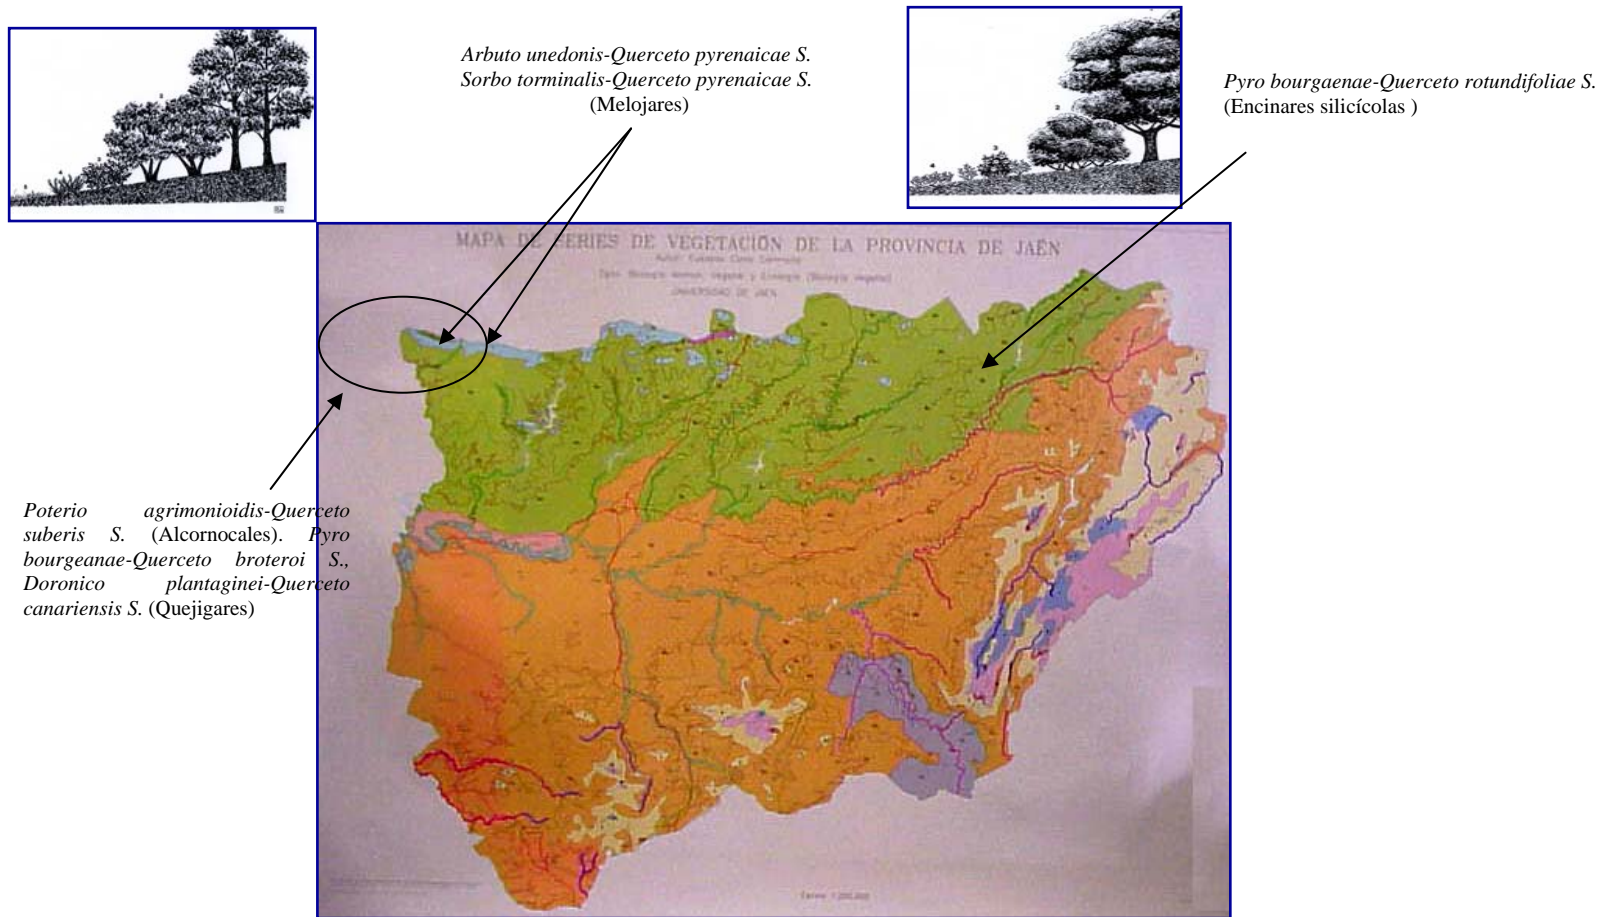 Arbuto unedonis-Querceto pyrenaicae S.
Sorbo torminalis-Querceto pyrenaicae S.
(Melojares)
Pyro bourgaenae-Querceto rotundifoliae S.
(Encinares silicícolas )
MAPA DE SERIES DE VEGETACIÓN DE LA PROVINCIA DE JAÉN
UNIVERSIDAD DE JAEN
Poterio agrimonioidis-Querceto
suberis S. (Alcornocales). Pyro
bourgeanae-Querceto broteroi S.,
Doronico plantaginei-Querceto
canariensis S. (Quejigares)